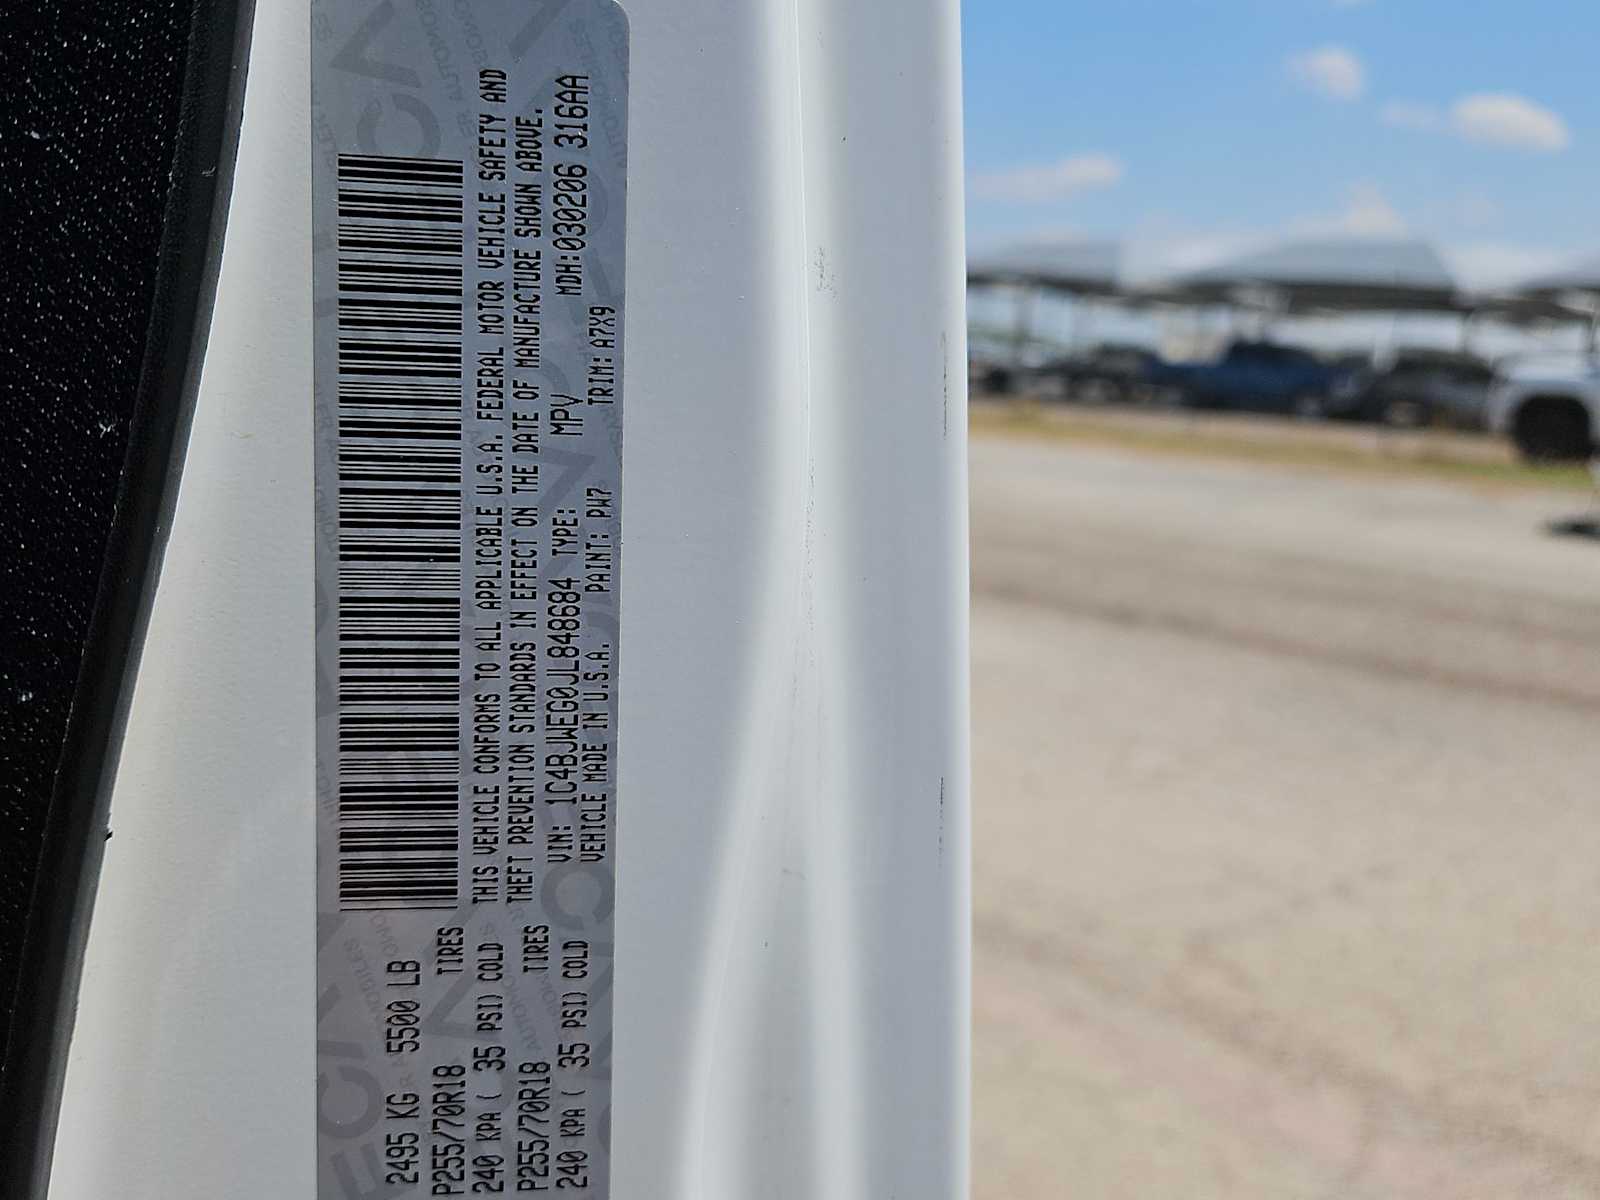 2495 KG 5500 LB
P255/70R18 TIRES
240 KPA ( 35 PSI) COLD
P255/70R18 TIRES
240 KPA ( 35 PSI) COLD
THIS VEHICLE CONFORMS TO ALL APPLICABLE U.S.A. FEDERAL MOTOR VEHICLE SAFETY AND
THEFT PREVENTION STANDARDS IN EFFECT ON THE DATE OF MANUFACTURE SHOWN ABOVE.
VIN: 1C4BJWEG0JL848684 TYPE: MPV MDH:030206 316AA
VEHICLE MADE IN U.S.A. PAINT: PW7 TRIM: A7X9